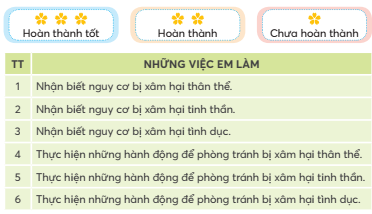 Hoàn thành tốt
Hoàn thành
Chưa hoàn thành
TT NHỮNG VIỆC EM LÀM
1 Nhận biết nguy cơ bị xâm hại thân thể.
2 Nhận biết nguy cơ bị xâm hại tinh thần.
3 Nhận biết nguy cơ bị xâm hại tình dục.
4 Thực hiện những hành động để phòng tránh bị xâm hại thân thể.
5 Thực hiện những hành động để phòng tránh bị xâm hại tinh thần.
6 Thực hiện những hành động để phòng tránh bị xâm hại tình dục.